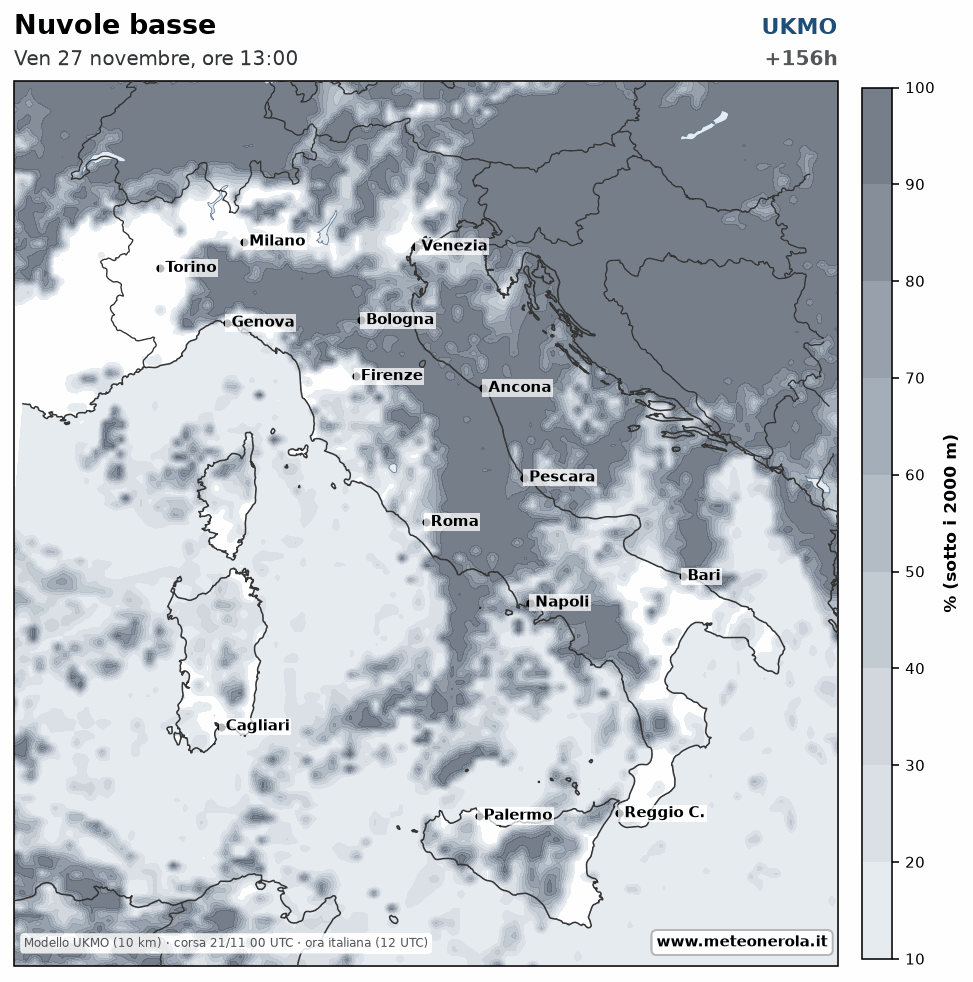 Nuvole basse
UKMO
Ven 27 novembre, ore 13:00
+156h
Milano
Venezia
Torino
Genova
Bologna
Firenze
Ancona
Pescara
Roma
Bari
Napoli
Cagliari
Palermo
Reggio C.
100
90
80
70
60
50
40
30
20
10
% (sotto i 2000 m)
Modello UKMO (10 km) · corsa 21/11 00 UTC · ora italiana (12 UTC)
www.meteonerola.it